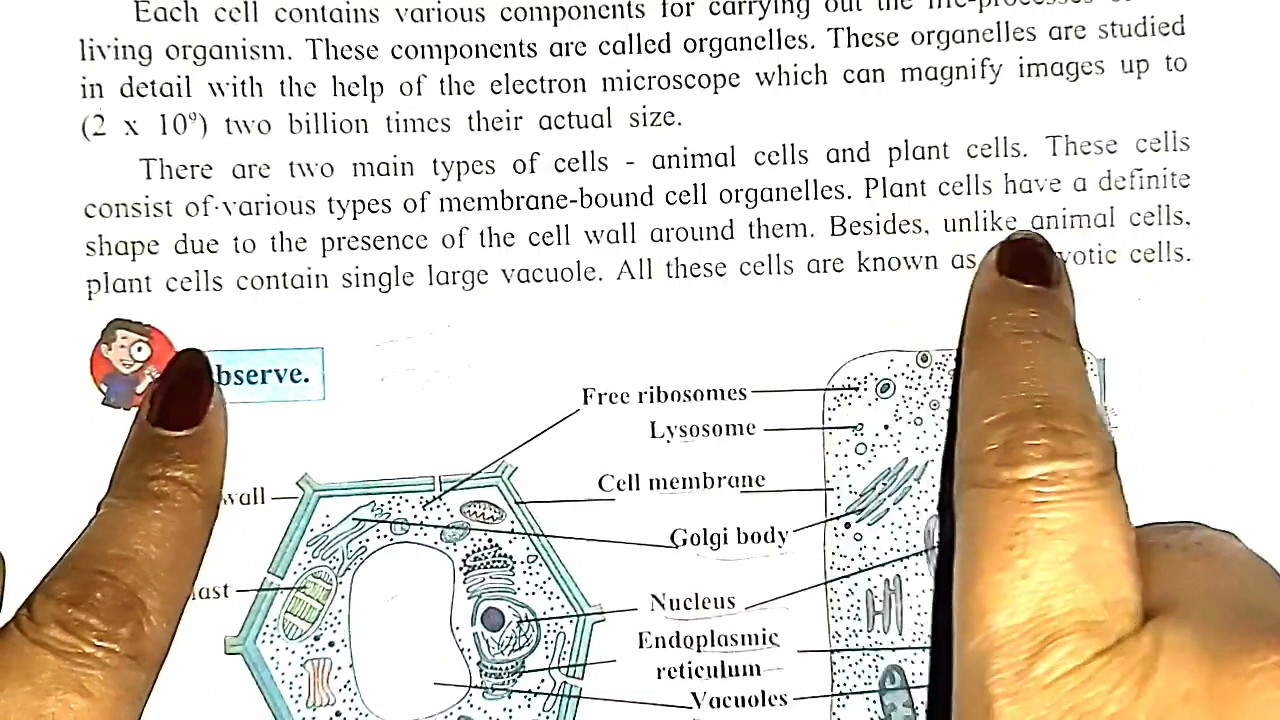 Each cell contains various components for carrying out the
living organism. These components are called organelles. These organelles are studied
in detail with the help of the electron microscope which can magnify images up to
(2 x 10⁹) two billion times their actual size.
There are two main types of cells - animal cells and plant cells. These cells
consist of various types of membrane-bound cell organelles. Plant cells have a definite
shape due to the presence of the cell wall around them. Besides, unlike animal cells,
plant cells contain single large vacuole. All these cells are known as cells.
bserve.
Free ribosomes
Lysosome
Cell membrane
wall
Golgi body
Nucleus
Endoplasmic
reticulum
Vacuoles